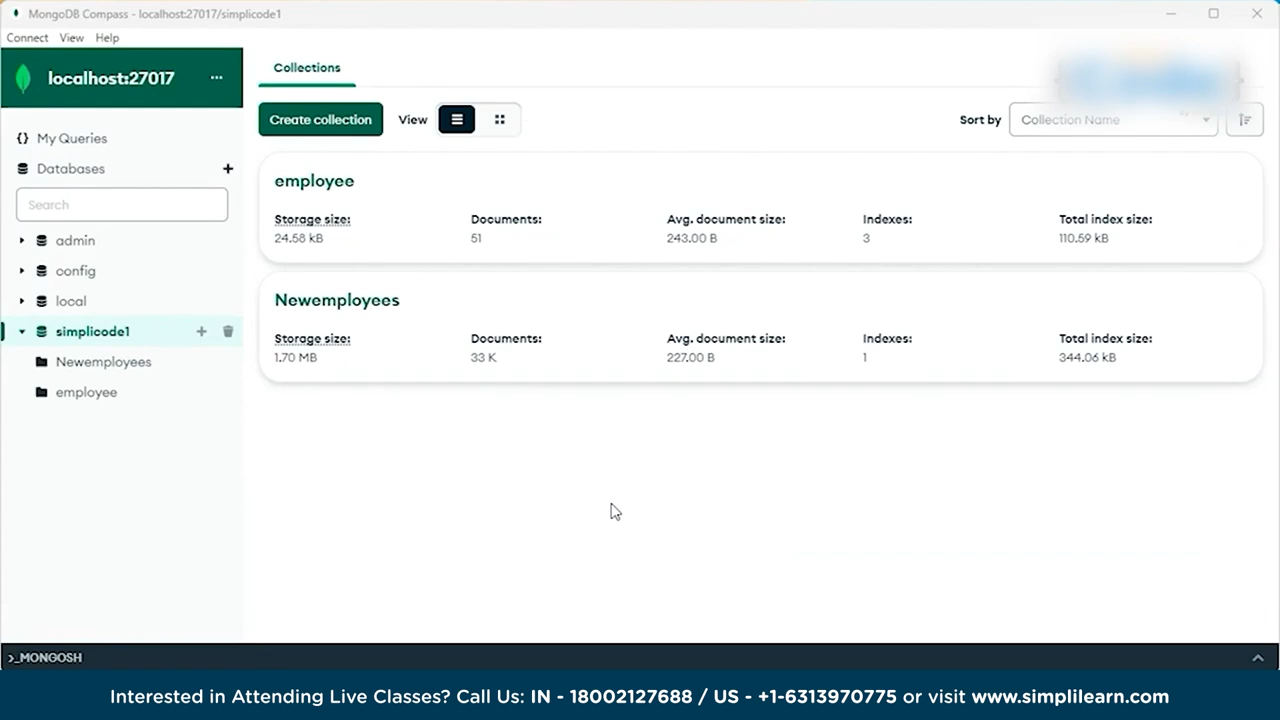 MongoDB Compass - localhost:27017/simplicode1
Connect View Help
localhost:27017 ...
{} My Queries
Databases +
Search
admin
config
local
simplicode1 +
Newemployees
employee
Collections
Create collection View Sort by Collection Name
employee
Storage size: Documents: Avg. document size: Indexes: Total index size:
24.58 kB 51 243.00 B 3 110.59 kB
Newemployees
Storage size: Documents: Avg. document size: Indexes: Total index size:
1.70 MB 33 K 227.00 B 1 344.06 kB
>_MONGOSH
Interested in Attending Live Classes? Call Us: IN - 18002127688 / US - +1-6313970775 or visit www.simplilearn.com